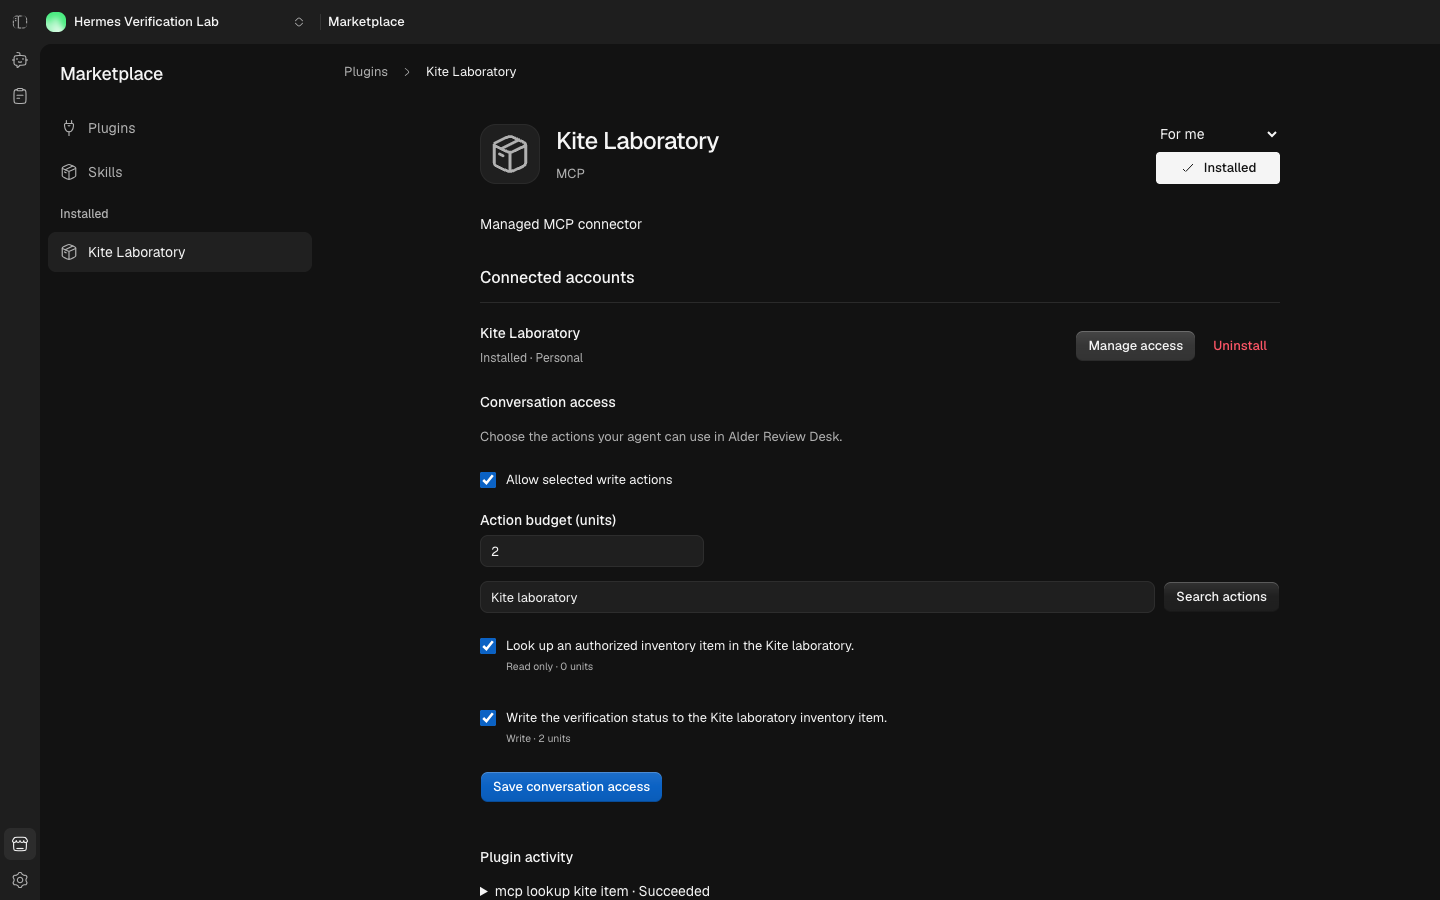 Hermes Verification Lab
Marketplace
Marketplace
Plugins
Skills
Installed
Kite Laboratory
Plugins
Kite Laboratory
Kite Laboratory
MCP
For me
Installed
Managed MCP connector
Connected accounts
Kite Laboratory
Installed · Personal
Manage access
Uninstall
Conversation access
Choose the actions your agent can use in Alder Review Desk.
Allow selected write actions
Action budget (units)
2
Kite laboratory
Search actions
Look up an authorized inventory item in the Kite laboratory.
Read only · 0 units
Write the verification status to the Kite laboratory inventory item.
Write · 2 units
Save conversation access
Plugin activity
mcp lookup kite item · Succeeded